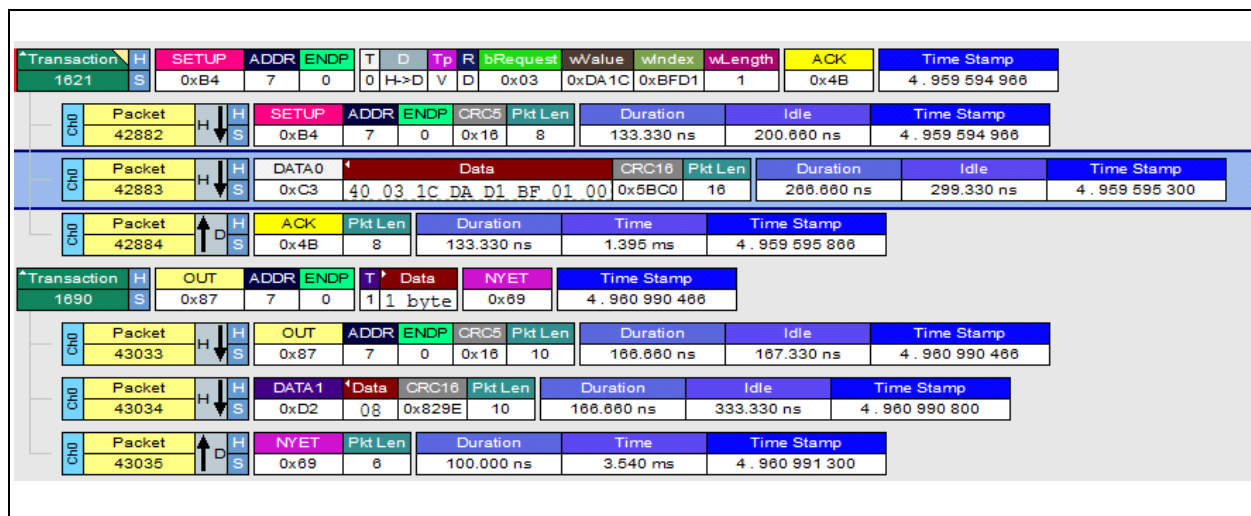 Transaction H SETUP ADDR ENDP T D Tp R bRequest wValue wIndex wLength ACK Time Stamp
1621 S 0xB4 7 0 0 H->D V D 0x03 0xDA1C 0xBFD1 1 0x4B 4 . 959 594 966
Ch0 Packet H H SETUP ADDR ENDP CRC5 Pkt Len Duration Idle Time Stamp
42882 S 0xB4 7 0 0x16 8 133.330 ns 200.660 ns 4 . 959 594 966
Ch0 Packet H H DATA0 Data CRC16 Pkt Len Duration Idle Time Stamp
42883 S 0xC3 40 03 1C DA D1 BF 01 00 0x5BC0 16 266.660 ns 299.330 ns 4 . 959 595 300
Ch0 Packet D H ACK Pkt Len Duration Time Time Stamp
42884 S 0x4B 8 133.330 ns 1.395 ms 4 . 959 595 866
Transaction H OUT ADDR ENDP T Data NYET Time Stamp
1690 S 0x87 7 0 1 1 byte 0x69 4 . 960 990 466
Ch0 Packet H H OUT ADDR ENDP CRC5 Pkt Len Duration Idle Time Stamp
43033 S 0x87 7 0 0x16 10 166.660 ns 167.330 ns 4 . 960 990 466
Ch0 Packet H H DATA1 Data CRC16 Pkt Len Duration Idle Time Stamp
43034 S 0xD2 08 0x829E 10 166.660 ns 333.330 ns 4 . 960 990 800
Ch0 Packet D H NYET Pkt Len Duration Time Time Stamp
43035 S 0x69 6 100.000 ns 3.540 ms 4 . 960 991 300